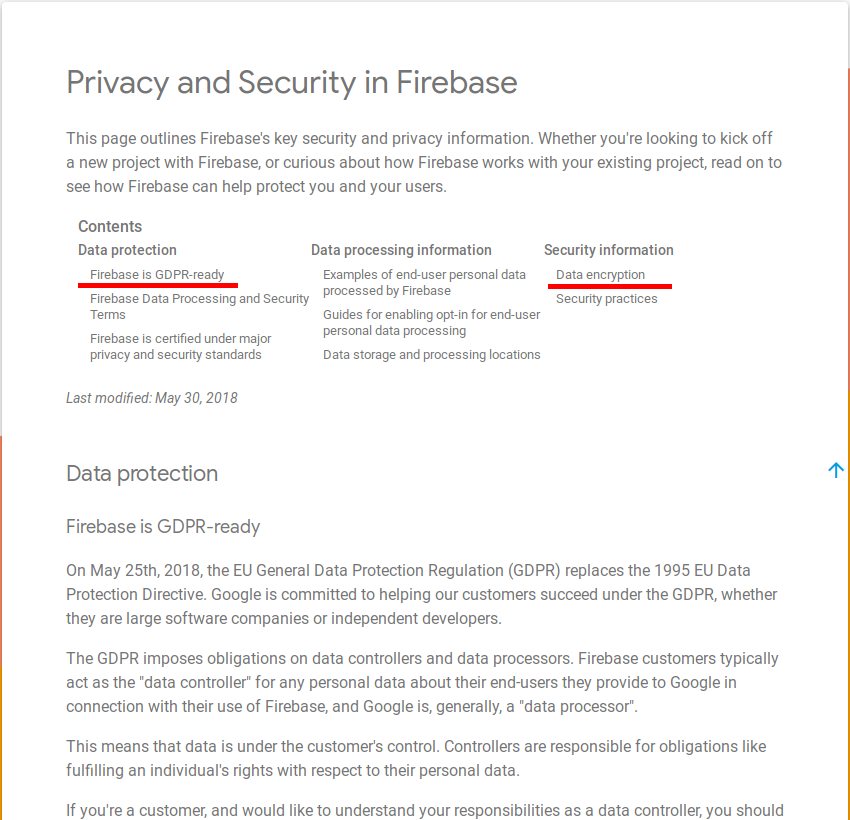 Privacy and Security in Firebase
This page outlines Firebase's key security and privacy information. Whether you're looking to kick off
a new project with Firebase, or curious about how Firebase works with your existing project, read on to
see how Firebase can help protect you and your users.
Contents
Data protection
Firebase is GDPR-ready
Firebase Data Processing and Security
Terms
Firebase is certified under major
privacy and security standards
Data processing information
Examples of end-user personal data
processed by Firebase
Guides for enabling opt-in for end-user
personal data processing
Data storage and processing locations
Security information
Data encryption
Security practices
Last modified: May 30, 2018
Data protection
Firebase is GDPR-ready
On May 25th, 2018, the EU General Data Protection Regulation (GDPR) replaces the 1995 EU Data
Protection Directive. Google is committed to helping our customers succeed under the GDPR, whether
they are large software companies or independent developers.
The GDPR imposes obligations on data controllers and data processors. Firebase customers typically
act as the "data controller" for any personal data about their end-users they provide to Google in
connection with their use of Firebase, and Google is, generally, a "data processor".
This means that data is under the customer's control. Controllers are responsible for obligations like
fulfilling an individual's rights with respect to their personal data.
If you're a customer, and would like to understand your responsibilities as a data controller, you should